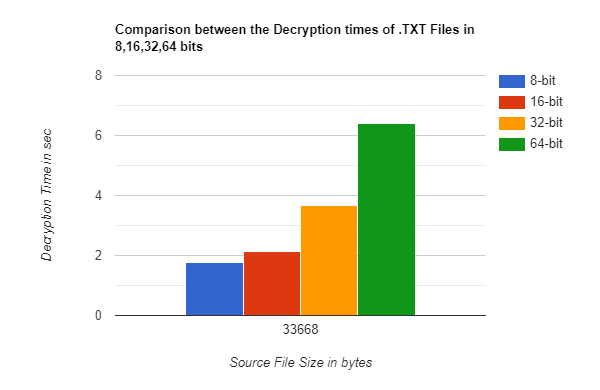 Comparison between the Decryption times of .TXT Files in
8,16,32,64 bits
8
6
4
2
0
Decryption Time in sec
33668
Source File Size in bytes
8-bit
16-bit
32-bit
64-bit